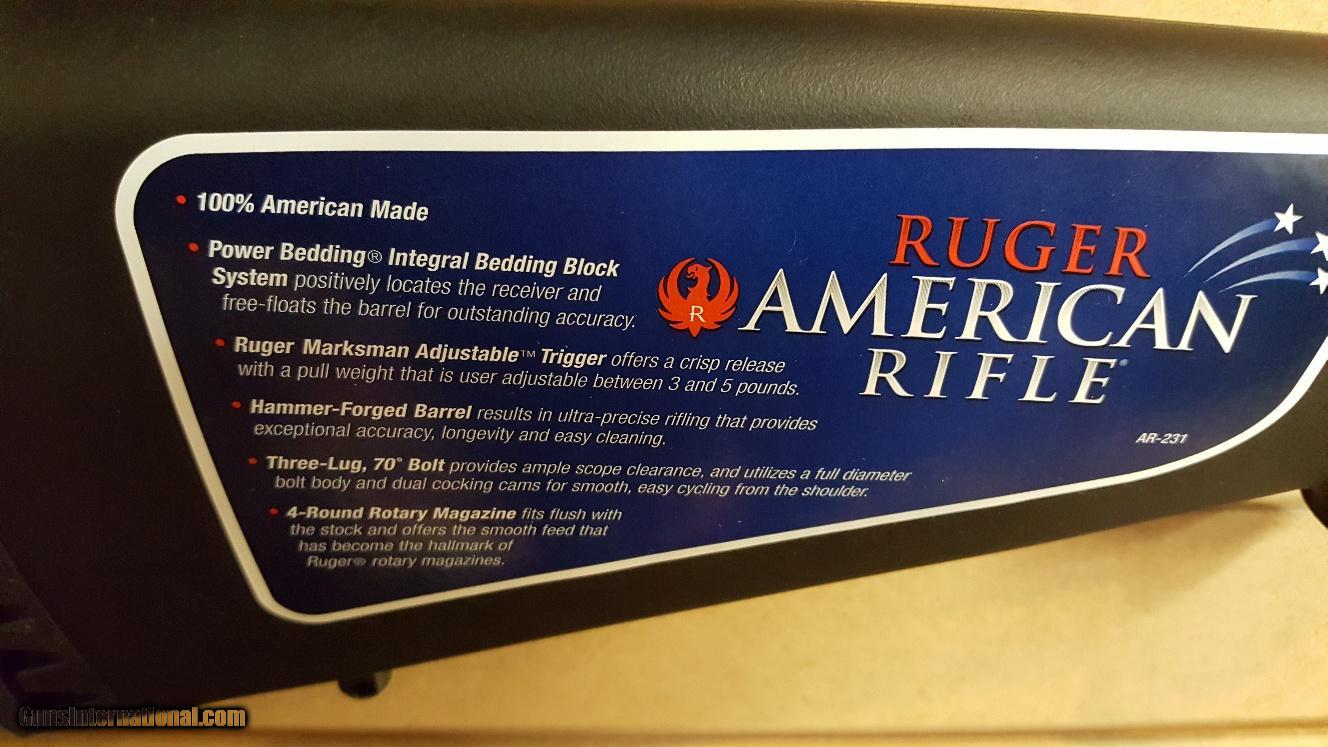 • 100% American Made
• Power Bedding® Integral Bedding Block
System positively locates the receiver and
free-floats the barrel for outstanding accuracy.
• Ruger Marksman Adjustable™ Trigger offers a crisp release
with a pull weight that is user adjustable between 3 and 5 pounds.
• Hammer-Forged Barrel results in ultra-precise rifling that provides
exceptional accuracy, longevity and easy cleaning.
• Three-Lug, 70° Bolt provides ample scope clearance, and utilizes a full diameter
bolt body and dual cocking cams for smooth, easy cycling from the shoulder.
• 4-Round Rotary Magazine fits flush with
the stock and offers the smooth feed that
has become the hallmark of
Ruger® rotary magazines.
RUGER
R
AMERICAN
RIFLE®
AR-231
GunsInternational.com